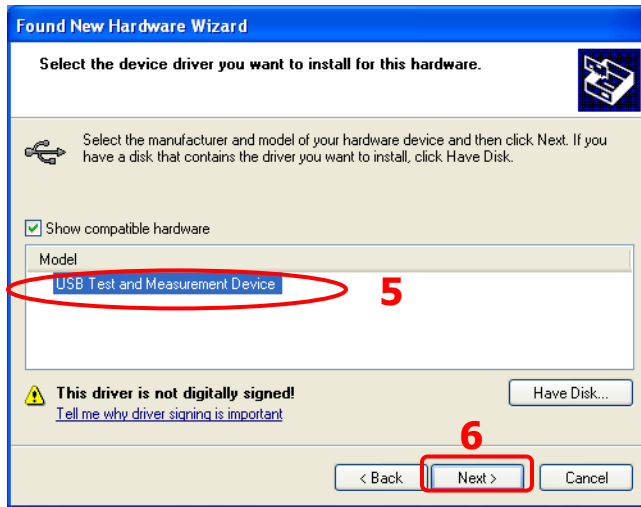 Found New Hardware Wizard
Select the device driver you want to install for this hardware.
Select the manufacturer and model of your hardware device and then click Next. If you
have a disk that contains the driver you want to install, click Have Disk.
Show compatible hardware
Model
USB Test and Measurement Device
5
This driver is not digitally signed!
Tell me why driver signing is important
Have Disk...
6
< Back
Next >
Cancel